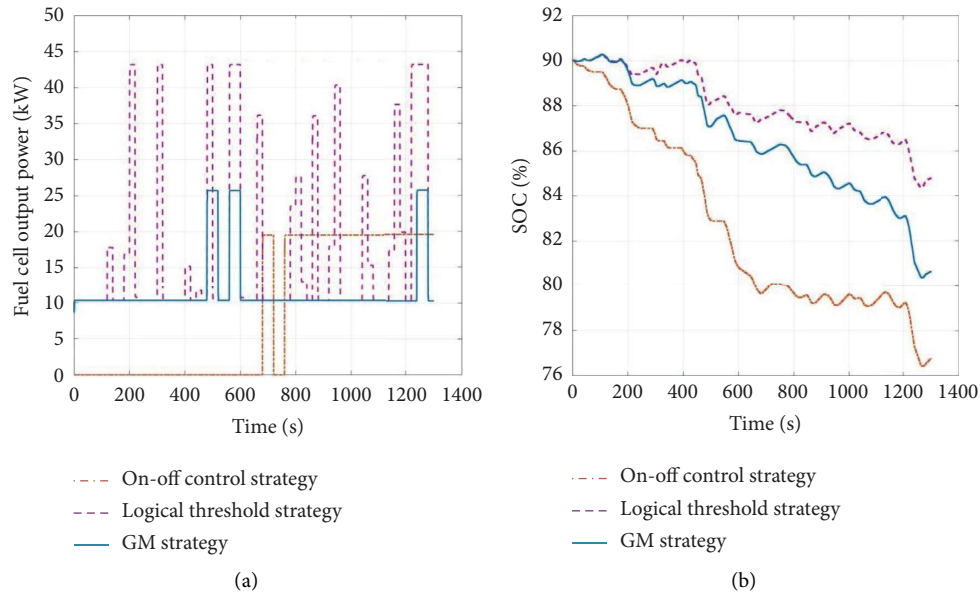 50
45
40
35
30
25
20
15
10
5
0
Fuel cell output power (kW)
0 200 400 600 800 1000 1200 1400
Time (s)
On-off control strategy
Logical threshold strategy
GM strategy
(a)
92
90
88
86
84
82
80
78
76
SOC (%)
0 200 400 600 800 1000 1200 1400
Time (s)
On-off control strategy
Logical threshold strategy
GM strategy
(b)